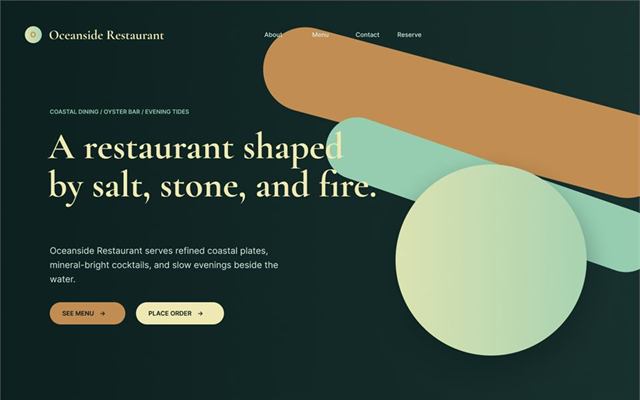 O Oceanside Restaurant
About Menu Contact Reserve
COASTAL DINING / OYSTER BAR / EVENING TIDES
A restaurant shaped
by salt, stone, and fire.
Oceanside Restaurant serves refined coastal plates,
mineral-bright cocktails, and slow evenings beside the
water.
SEE MENU → PLACE ORDER →